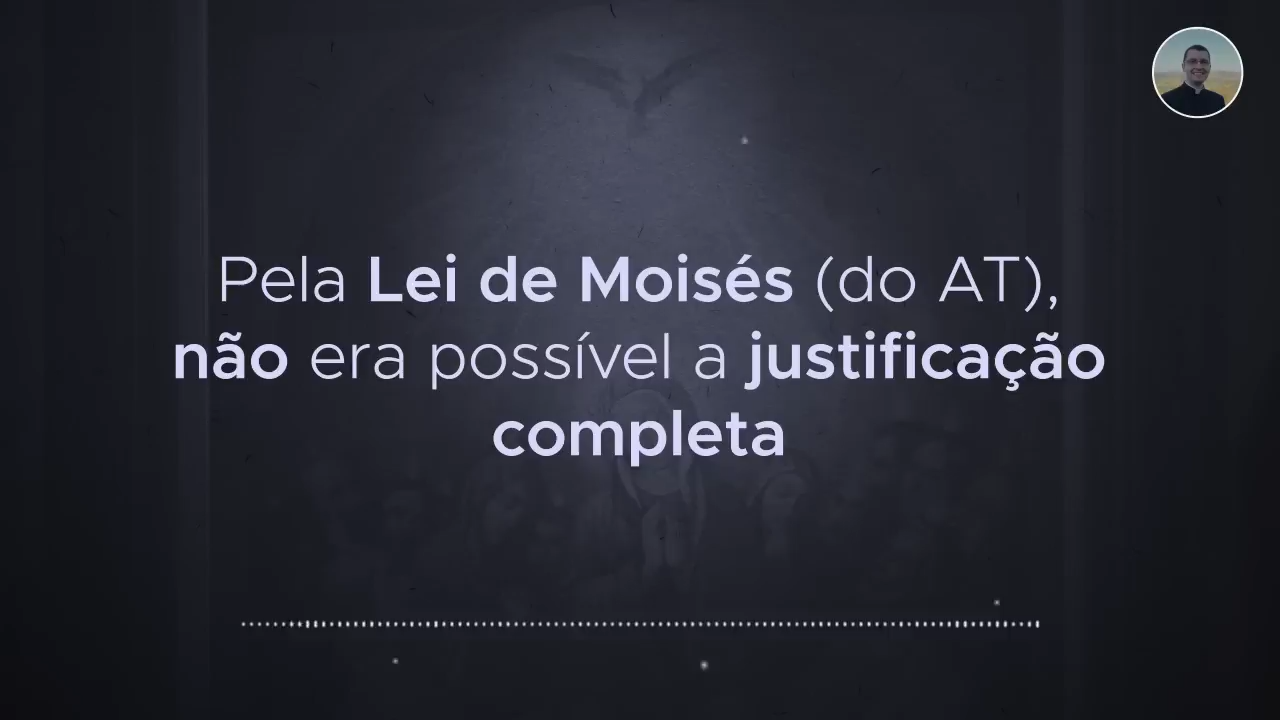 Pela Lei de Moisés (do AT),
não era possível a justificação
completa